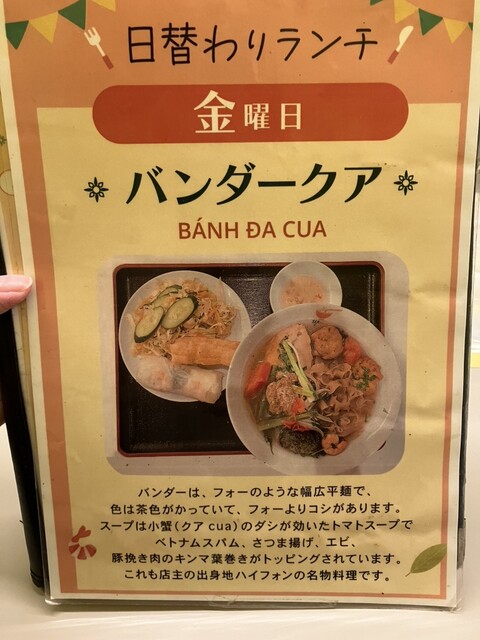 日替わりランチ
金曜日
バンダークア
BÁNH ĐA CUA
バンダーは、フォーのような幅広平麺で、
色は茶色がかっていて、フォーよりコシがあります。
スープは小蟹(クア cua)のダシが効いたトマトスープで
ベトナムスパム、さつま揚げ、エビ、
豚挽き肉のキンマ葉巻きがトッピングされています。
これも店主の出身地ハイフォンの名物料理です。